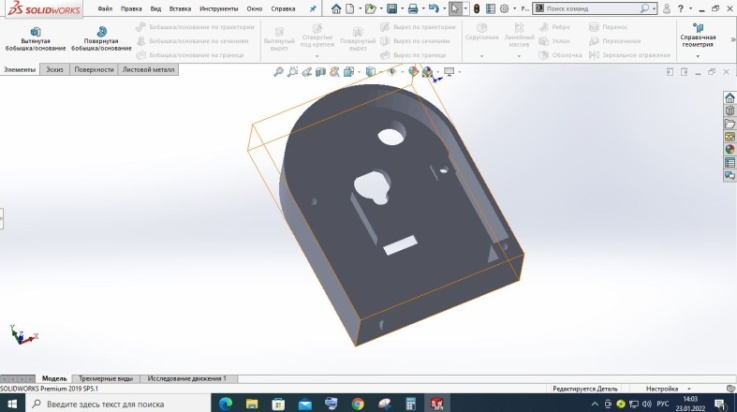 SOLIDWORKS
Файл Правка Вид Вставка Инструменты Окно Справка
Поиск команд
Вытянутая бобышка/основание
Повернутая бобышка/основание
Бобышка/основание по траектории
Бобышка/основание по сечениям
Бобышка/основание на границе
Вытянутый вырез
Отверстие под крепеж
Повернутый вырез
Вырез по траектории
Вырез по сечениям
Вырез по границе
Скругление
Линейный массив
Ребро
Уклон
Оболочка
Перенос
Пересечение
Зеркальное отражение
Справочная геометрия
Элементы Эскиз Поверхности Листовой металл
Модель Трехмерные виды Исследование движения 1
SOLIDWORKS Premium 2019 SP5.1
Редактируется Деталь
Настройка
Введите здесь текст для поиска
РУС
14:03
23.01.2022